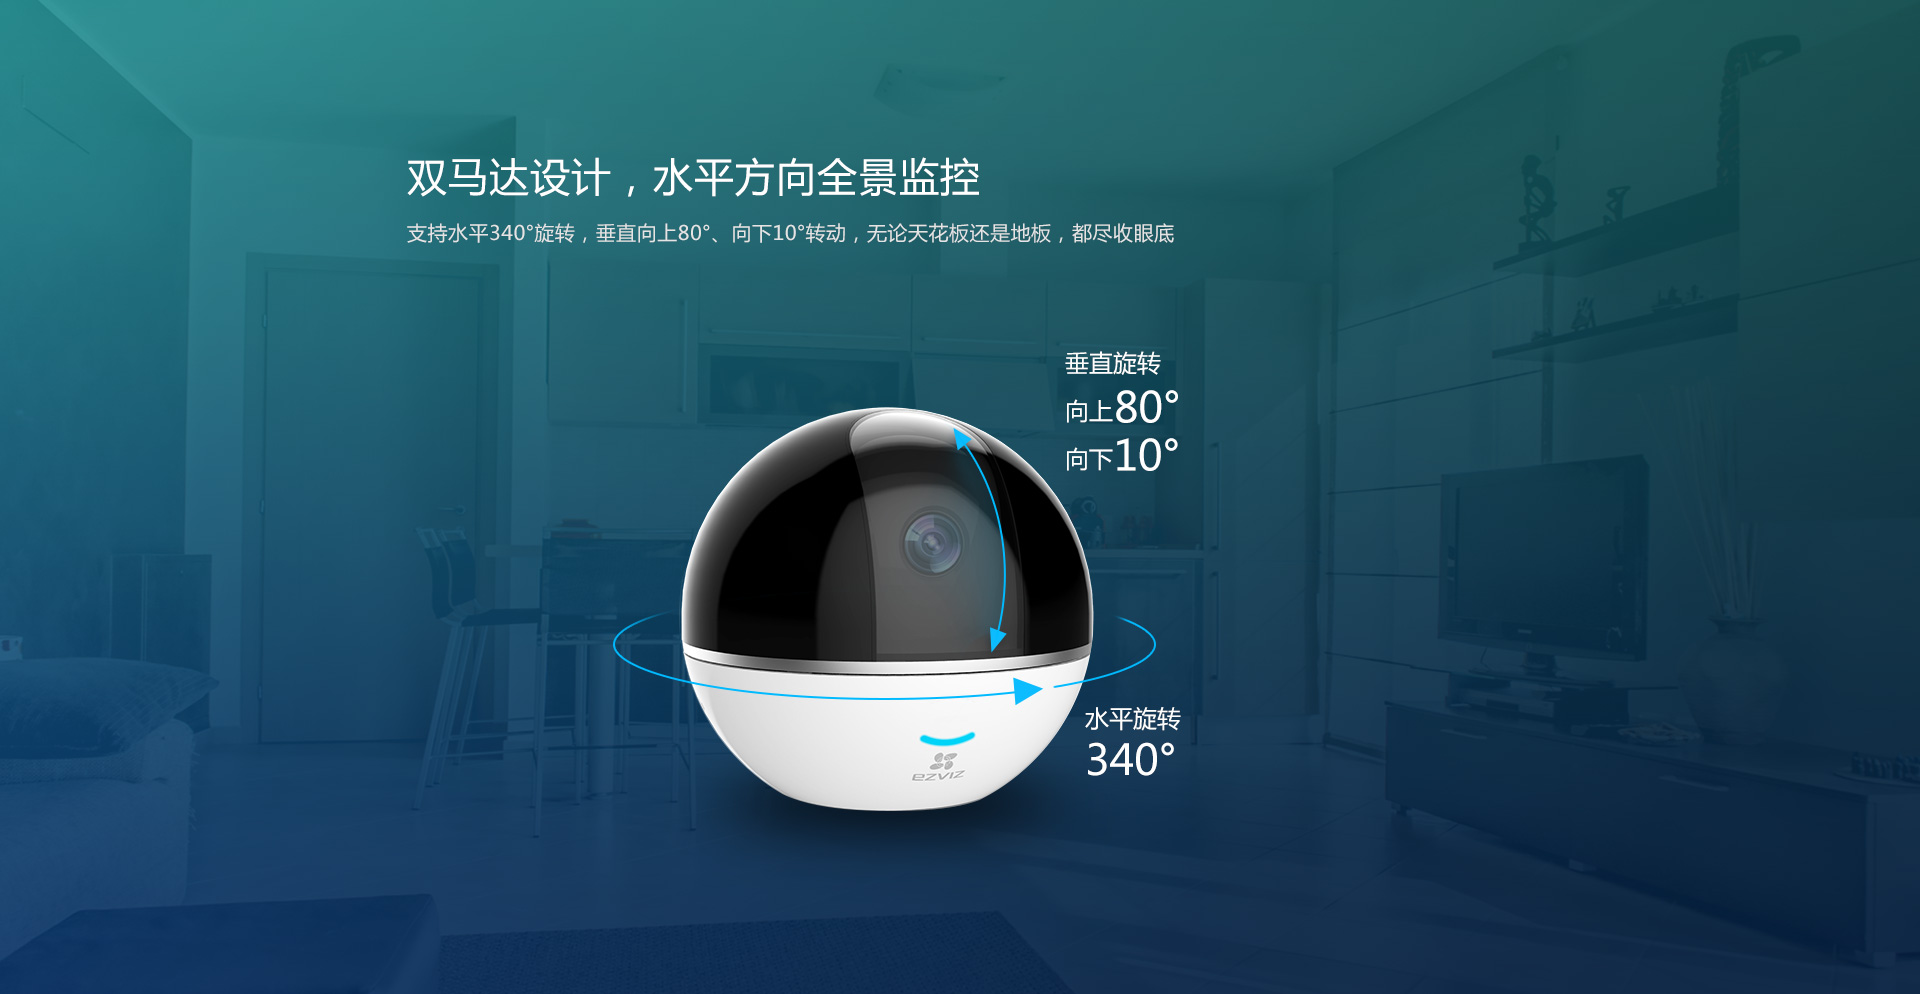 双马达设计，水平方向全景监控
支持水平340°旋转，垂直向上80°、向下10°转动，无论天花板还是地板，都尽收眼底
垂直旋转
向上80°
向下10°
水平旋转
340°
ezviz